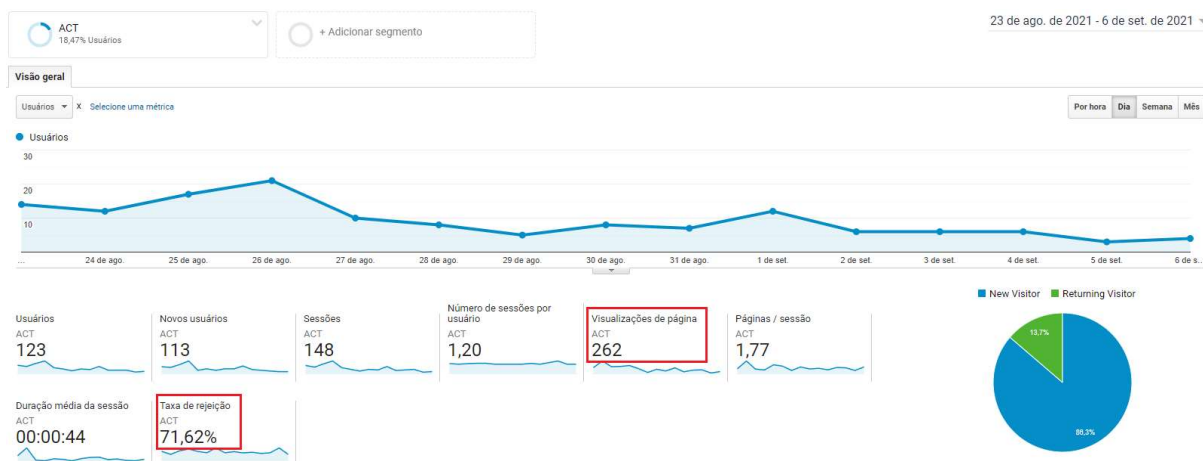 ACT
18,47% Usuários
+ Adicionar segmento
23 de ago. de 2021 - 6 de set. de 2021
Visão geral
Usuários x Selecione uma métrica
Por hora Dia Semana Mês
Usuários
30
20
10
... 24 de ago. 25 de ago. 26 de ago. 27 de ago. 28 de ago. 29 de ago. 30 de ago. 31 de ago. 1 de set. 2 de set. 3 de set. 4 de set. 5 de set. 6 de s...
New Visitor Returning Visitor
Usuários
ACT
123
Novos usuários
ACT
113
Sessões
ACT
148
Número de sessões por
usuário
ACT
1,20
Visualizações de página
ACT
262
Páginas / sessão
ACT
1,77
13,7%
86,3%
Duração média da sessão
ACT
00:00:44
Taxa de rejeição
ACT
71,62%